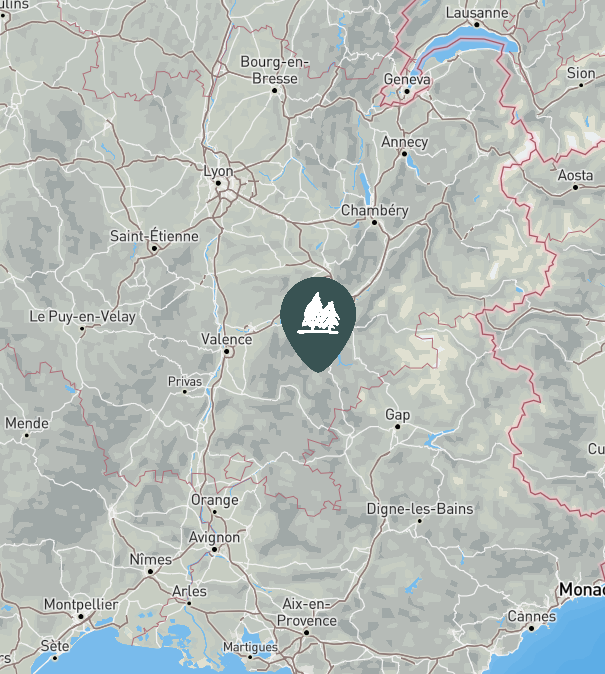 ulins
Lausanne
Bourg-en-
Bresse
Geneva
Sion
Annecy
Lyon
Aosta
Chambéry
Saint-Étienne
Le Puy-en-Velay
Valence
Privas
Gap
Mende
Cu
Orange
Digne-les-Bains
Avignon
Nîmes
Arles
Monac
Montpellier
Aix-en-
Provence
Cannes
Sète
Martigues
rs